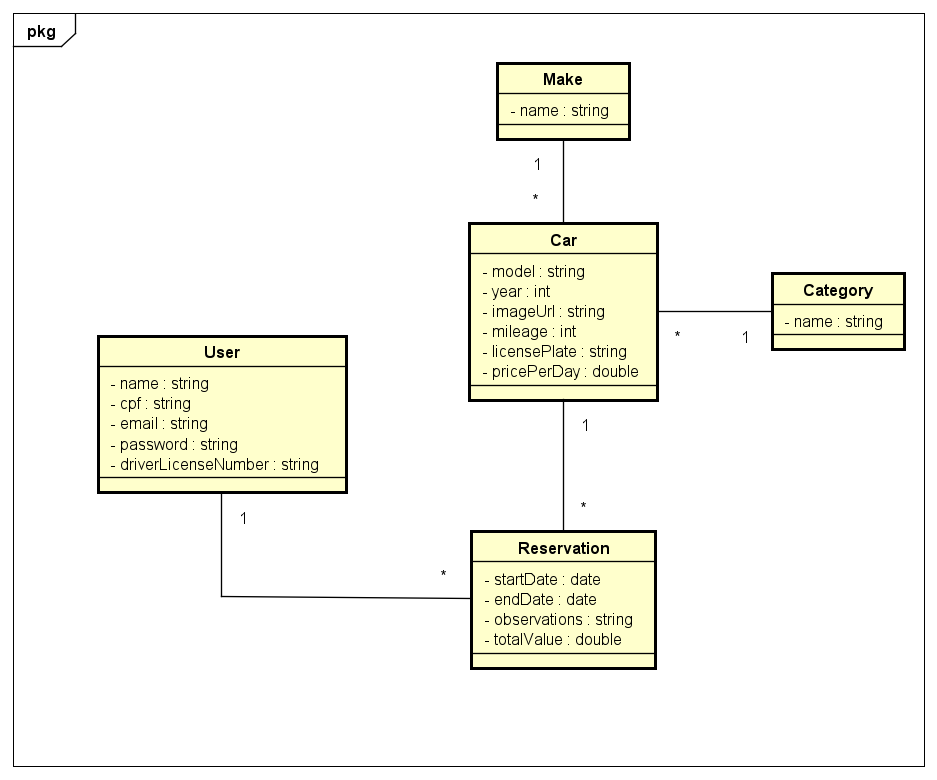 pkg
Make
- name : string
1
*
Car
- model : string
- year : int
- imageUrl : string
- mileage : int
- licensePlate : string
- pricePerDay : double
Category
- name : string
*
1
User
- name : string
- cpf : string
- email : string
- password : string
- driverLicenseNumber : string
1
*
1
*
Reservation
- startDate : date
- endDate : date
- observations : string
- totalValue : double